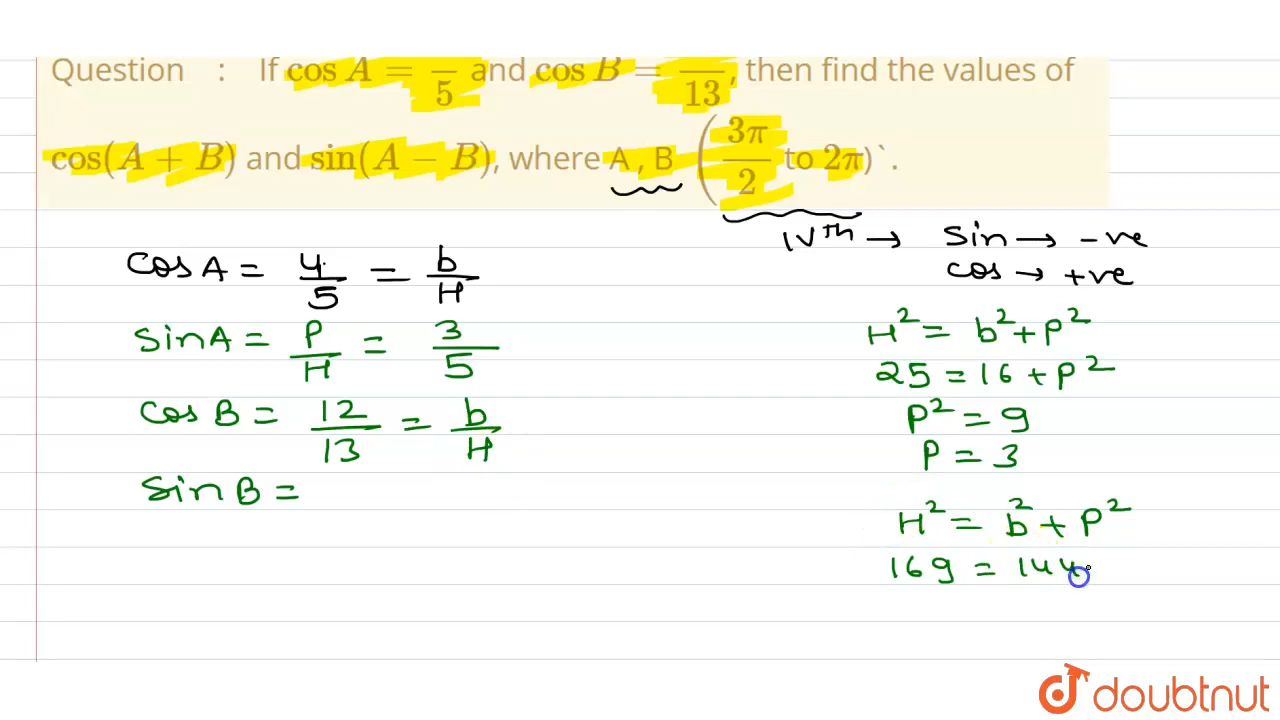 Question : If cos A = — 5 and cos B = — 13, then find the values of
cos(A + B) and sin(A − B), where A , B (3π/2 to 2π)` .
IVth → sin → -ve
cos → +ve
cos A = 4/5 = b/H
sin A = P/H = 3/5
cos B = 12/13 = b/H
sin B =
H² = b² + P²
25 = 16 + P²
P² = 9
P = 3
H² = b² + P²
169 = 144
doubtnut